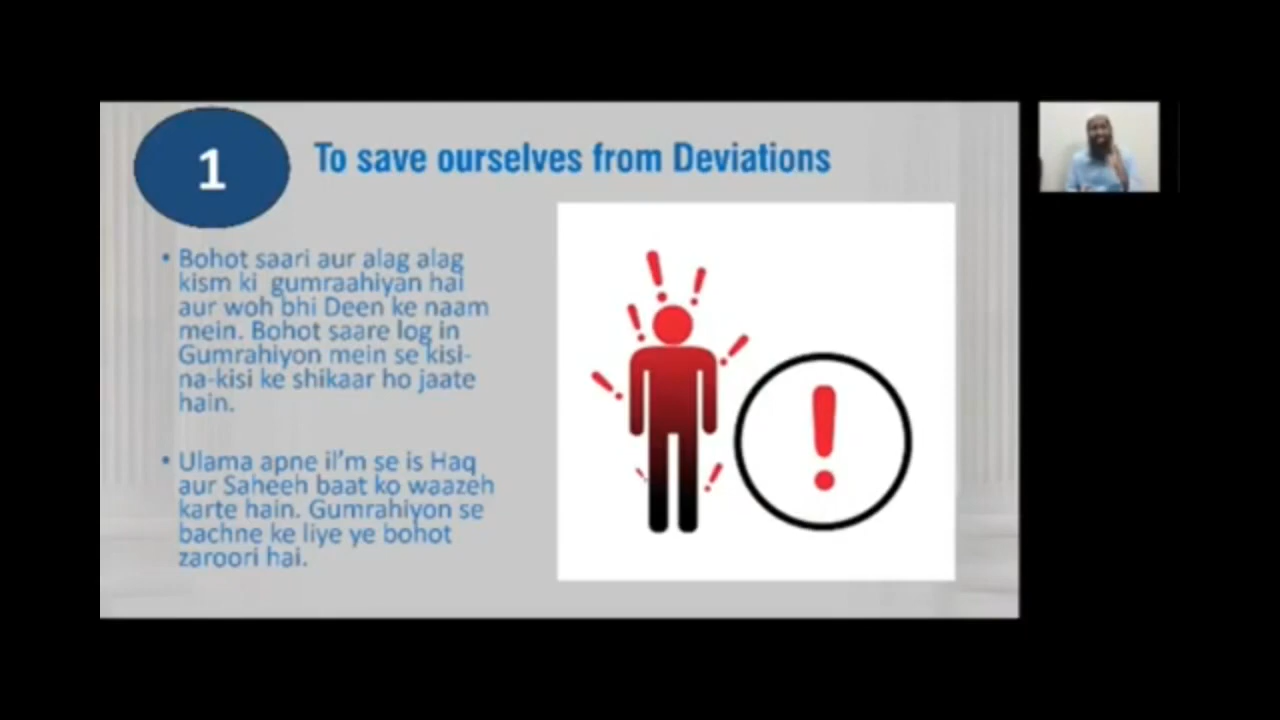 1
To save ourselves from Deviations
• Bohot saari aur alag alag
kism ki gumraahiyan hai
aur woh bhi Deen ke naam
mein. Bohot saare log in
Gumrahiyon mein se kisi-
na-kisi ke shikaar ho jaate
hain.
• Ulama apne il’m se is Haq
aur Saheeh baat ko waazeh
karte hain. Gumrahiyon se
bachne ke liye ye bohot
zaroori hai.